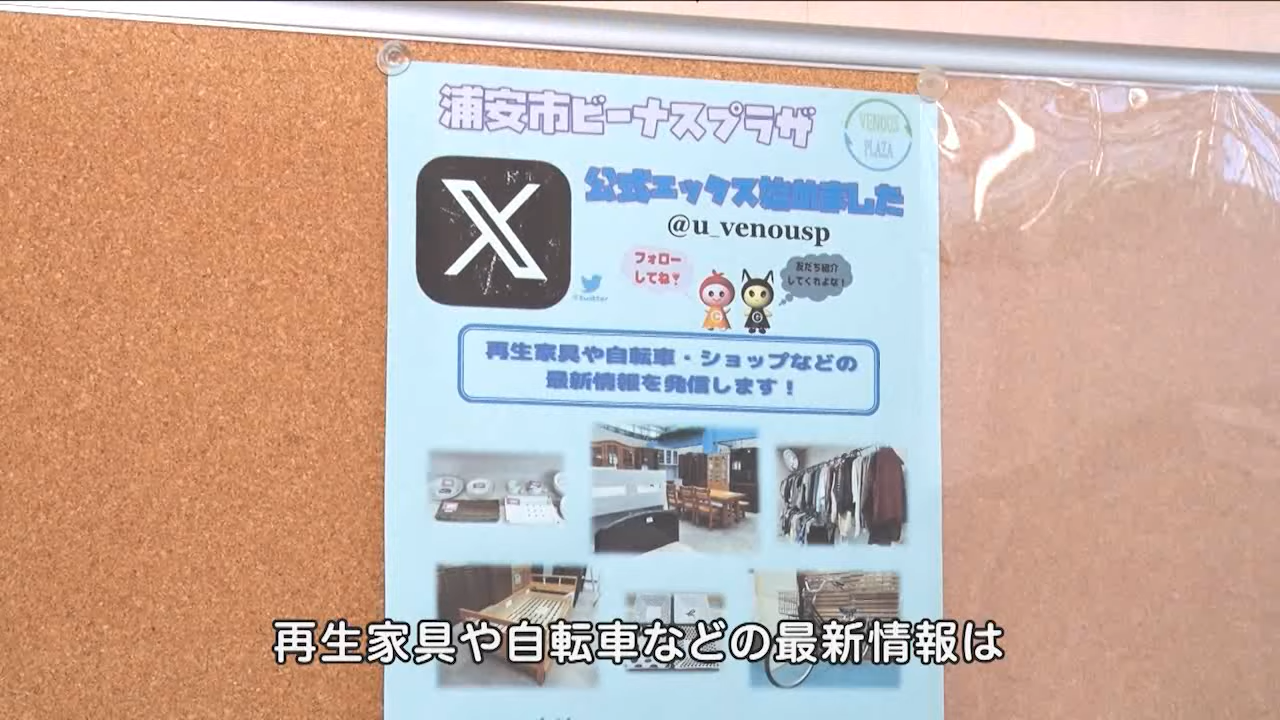 浦安市ビーナスプラザ
VENOUS
PLAZA
公式エックス始めました
@u_venousp
フォロー
してね！
友だち紹介
してくれよな！
twitter
再生家具や自転車・ショップなどの
最新情報を発信します！
再生家具や自転車などの最新情報は